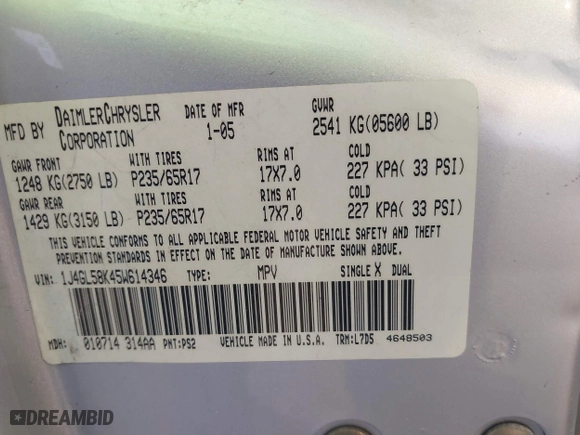 MFD BY DAIMLERCHRYSLER CORPORATION DATE OF MFR 1-05 GVWR 2541 KG(05600 LB)
GAWR FRONT WITH TIRES RIMS AT COLD
1248 KG(2750 LB) P235/65R17 17X7.0 227 KPA( 33 PSI)
GAWR REAR WITH TIRES RIMS AT COLD
1429 KG(3150 LB) P235/65R17 17X7.0 227 KPA( 33 PSI)
THIS VEHICLE CONFORMS TO ALL APPLICABLE FEDERAL MOTOR VEHICLE SAFETY AND THEFT
PREVENTION STANDARDS IN EFFECT ON THE DATE OF MANUFACTURE SHOWN ABOVE.
VIN: 1J4GL58K45W614346 TYPE: MPV SINGLE X DUAL
MDH: 010714 314AA PNT:PS2 VEHICLE MADE IN U.S.A. TRM:L7D5 4648503
DREAMBID